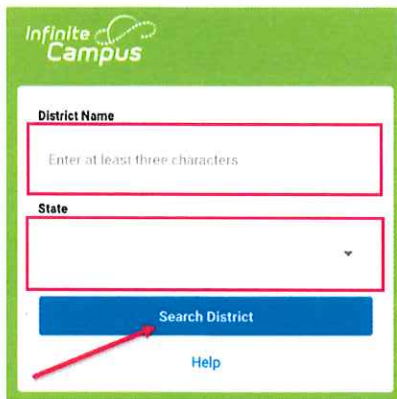 Infinite
Campus
District Name
Enter at least three characters
State
Search District
Help